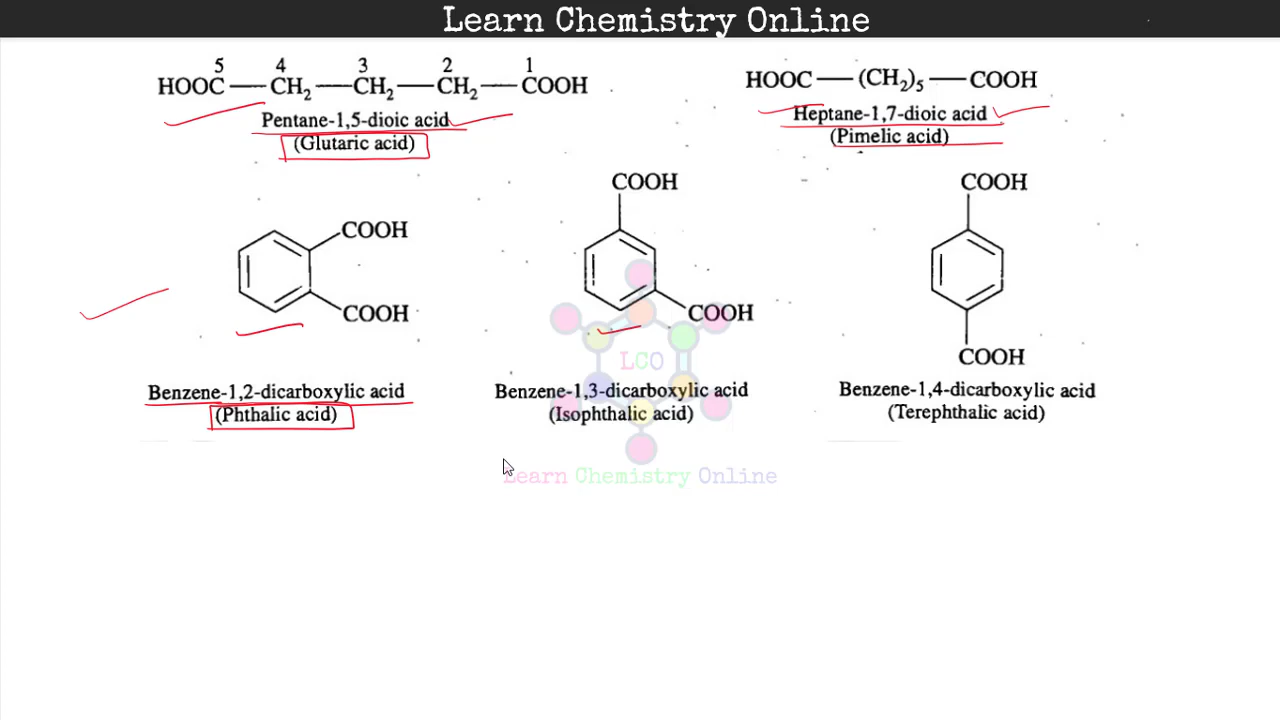 Learn Chemistry Online
5 4 3 2 1
HOOC—CH₂—CH₂—CH₂—COOH
Pentane-1,5-dioic acid
(Glutaric acid)
HOOC—(CH₂)₅—COOH
Heptane-1,7-dioic acid
(Pimelic acid)
COOH
COOH
Benzene-1,2-dicarboxylic acid
(Phthalic acid)
COOH
COOH
Benzene-1,3-dicarboxylic acid
(Isophthalic acid)
COOH
COOH
Benzene-1,4-dicarboxylic acid
(Terephthalic acid)
LCO
Learn Chemistry Online